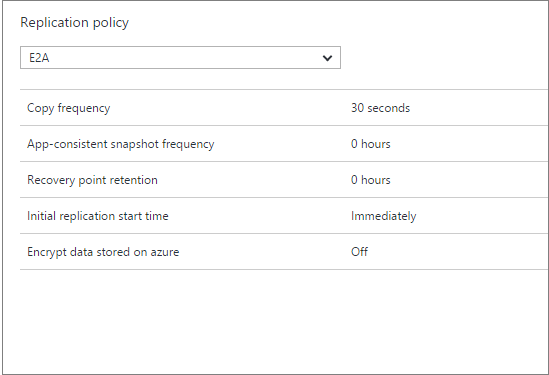 Replication policy
E2A
Copy frequency 30 seconds
App-consistent snapshot frequency 0 hours
Recovery point retention 0 hours
Initial replication start time Immediately
Encrypt data stored on azure Off